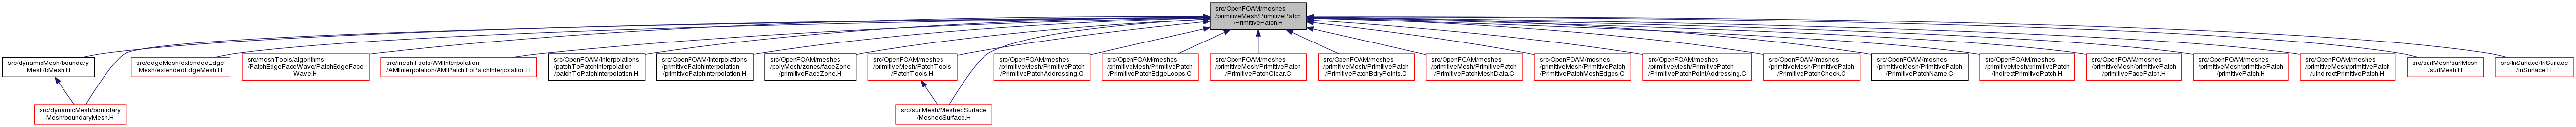 src/OpenFOAM/meshes
/primitiveMesh/PrimitivePatch
/PrimitivePatch.H
src/dynamicMesh/boundary
Mesh/bMesh.H
src/edgeMesh/extendedEdge
Mesh/extendedEdgeMesh.H
src/meshTools/algorithms
/PatchEdgeFaceWave/PatchEdgeFace
Wave.H
src/meshTools/AMIInterpolation
/AMIInterpolation/AMIPatchToPatchInterpolation.H
src/OpenFOAM/interpolations
/patchToPatchInterpolation
/patchToPatchInterpolation.H
src/OpenFOAM/interpolations
/primitivePatchInterpolation
/primitivePatchInterpolation.H
src/OpenFOAM/meshes
/polyMesh/zones/faceZone
/primitiveFaceZone.H
src/OpenFOAM/meshes
/primitiveMesh/PatchTools
/PatchTools.H
src/OpenFOAM/meshes
/primitiveMesh/PrimitivePatch
/PrimitivePatchAddressing.C
src/OpenFOAM/meshes
/primitiveMesh/PrimitivePatch
/PrimitivePatchEdgeLoops.C
src/OpenFOAM/meshes
/primitiveMesh/PrimitivePatch
/PrimitivePatchClear.C
src/OpenFOAM/meshes
/primitiveMesh/PrimitivePatch
/PrimitivePatchBdryPoints.C
src/OpenFOAM/meshes
/primitiveMesh/PrimitivePatch
/PrimitivePatchMeshData.C
src/OpenFOAM/meshes
/primitiveMesh/PrimitivePatch
/PrimitivePatchMeshEdges.C
src/OpenFOAM/meshes
/primitiveMesh/PrimitivePatch
/PrimitivePatchPointAddressing.C
src/OpenFOAM/meshes
/primitiveMesh/PrimitivePatch
/PrimitivePatchCheck.C
src/OpenFOAM/meshes
/primitiveMesh/PrimitivePatch
/PrimitivePatchName.C
src/OpenFOAM/meshes
/primitiveMesh/primitivePatch
/indirectPrimitivePatch.H
src/OpenFOAM/meshes
/primitiveMesh/primitivePatch
/primitiveFacePatch.H
src/OpenFOAM/meshes
/primitiveMesh/primitivePatch
/primitivePatch.H
src/OpenFOAM/meshes
/primitiveMesh/primitivePatch
/uindirectPrimitivePatch.H
src/surfMesh/surfMesh
/surfMesh.H
src/triSurface/triSurface
/triSurface.H
src/dynamicMesh/boundary
Mesh/boundaryMesh.H
src/surfMesh/MeshedSurface
/MeshedSurface.H